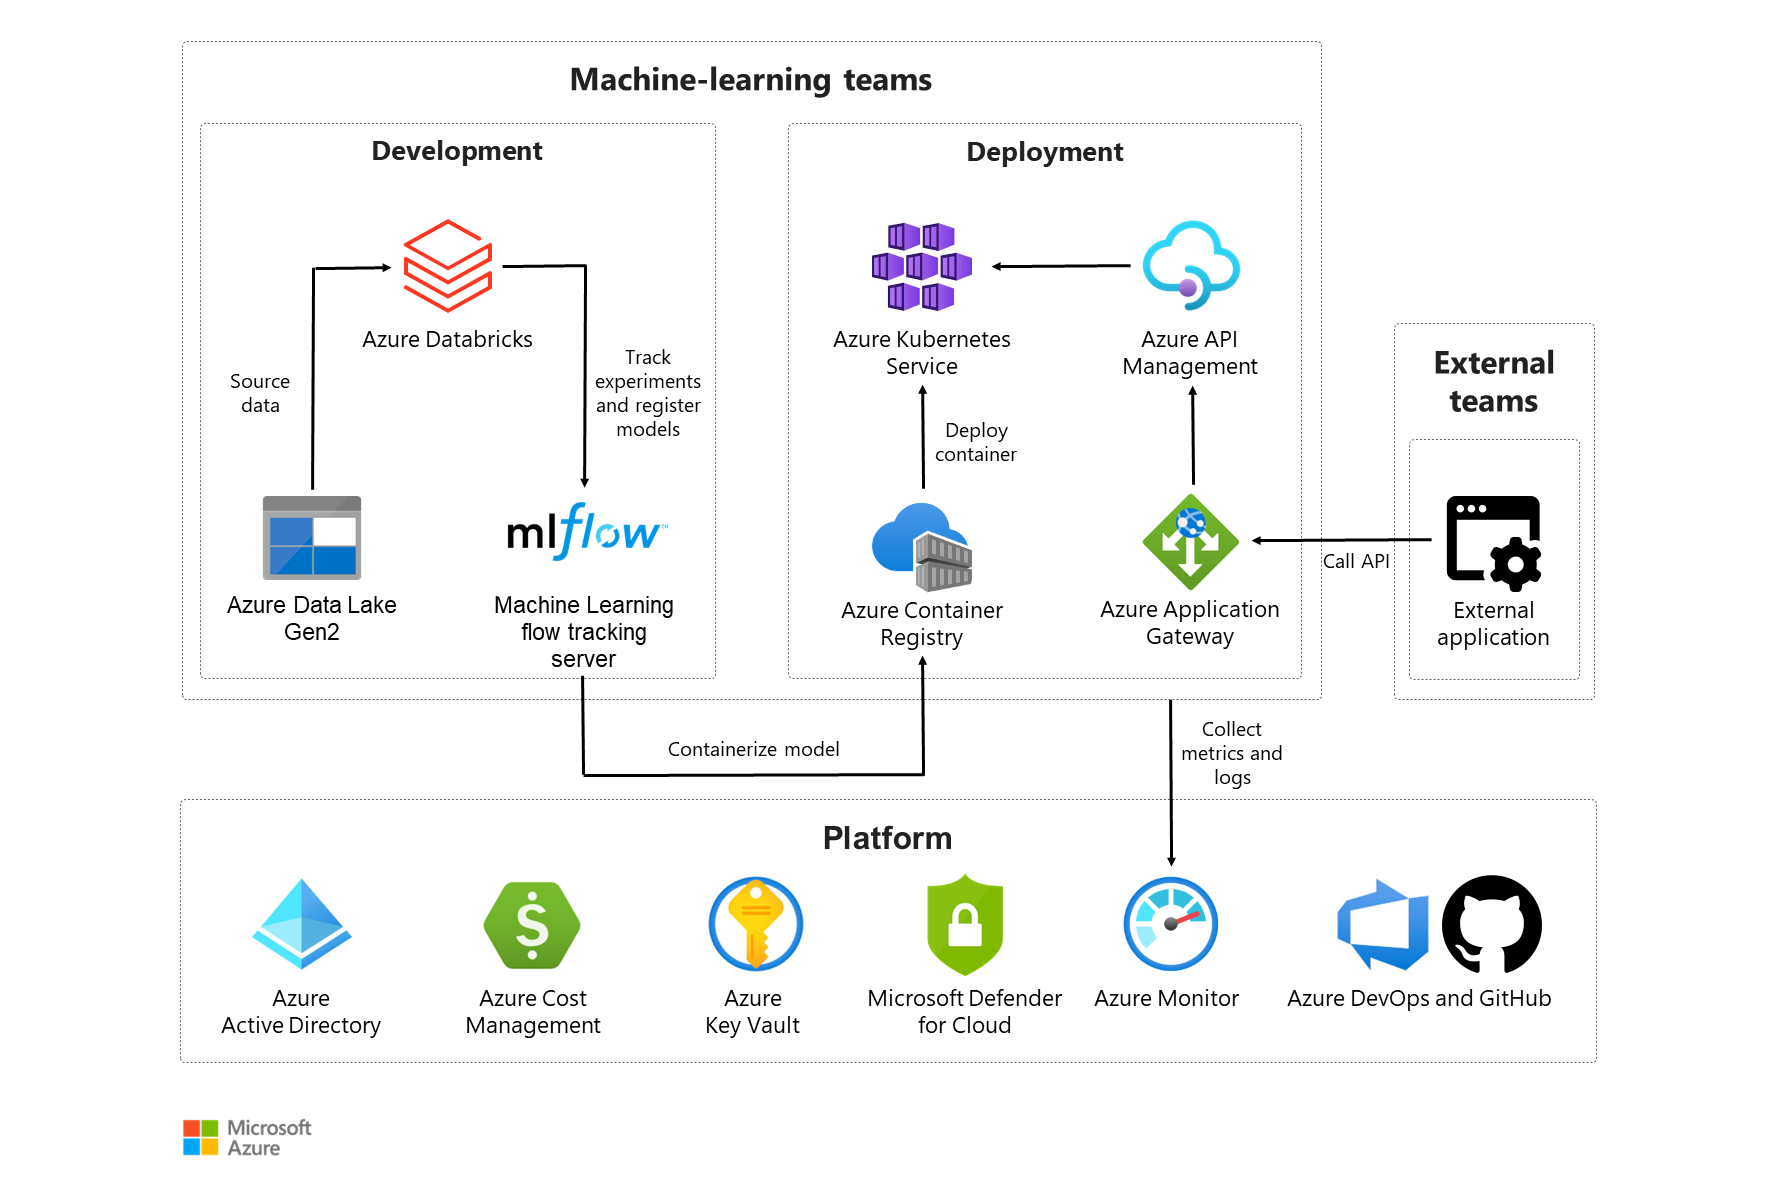 Machine-learning teams
Development
Deployment
Azure Databricks
Source
data
Track
experiments
and register
models
Azure Data Lake
Gen2
mlflow™
Machine Learning
flow tracking
server
Azure Kubernetes
Service
Azure API
Management
Deploy
container
Azure Container
Registry
Azure Application
Gateway
External
teams
Call API
External
application
Containerize model
Collect
metrics and
logs
Platform
Azure
Active Directory
Azure Cost
Management
Azure
Key Vault
Microsoft Defender
for Cloud
Azure Monitor
Azure DevOps and GitHub
Microsoft
Azure